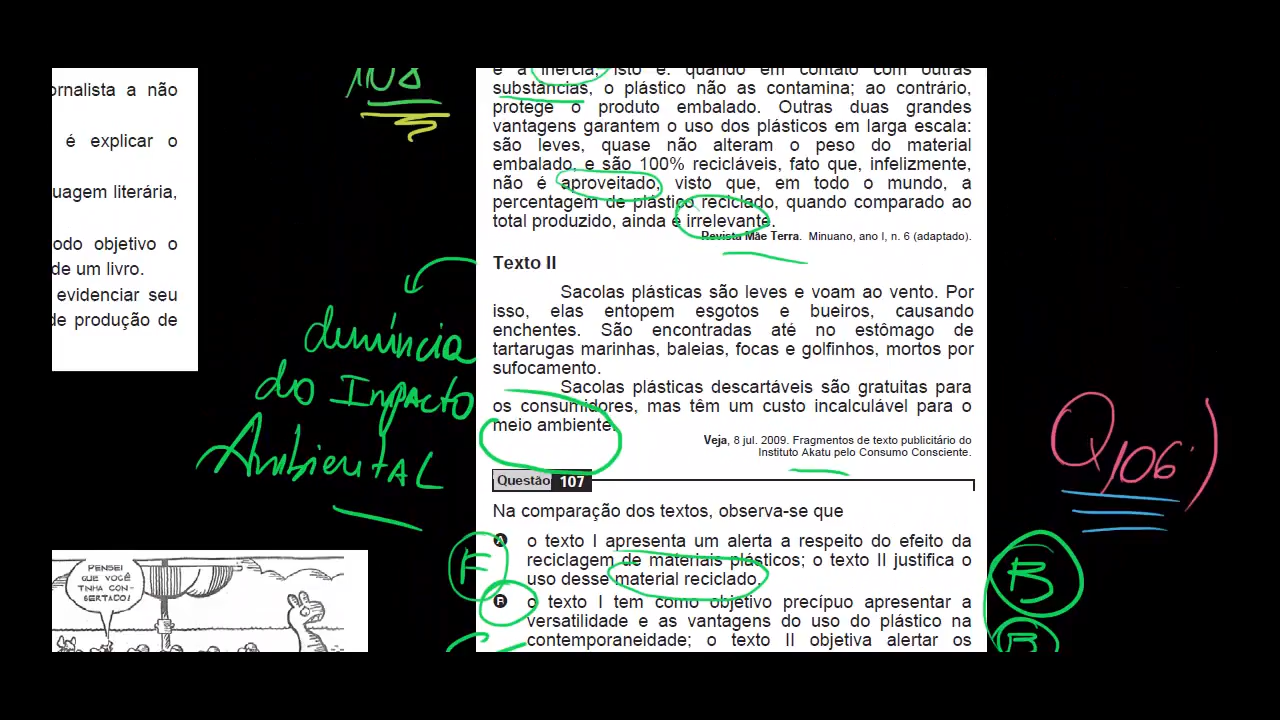 ornalista a não
é explicar o
uagem literária,
odo objetivo o
de um livro.
evidenciar seu
de produção de
e a inércia, isto é: quando em contato com outras
substâncias, o plástico não as contamina; ao contrário,
protege o produto embalado. Outras duas grandes
vantagens garantem o uso dos plásticos em larga escala:
são leves, quase não alteram o peso do material
embalado, e são 100% recicláveis, fato que, infelizmente,
não é aproveitado, visto que, em todo o mundo, a
percentagem de plástico reciclado, quando comparado ao
total produzido, ainda é irrelevante.
Revista Mãe Terra. Minuano, ano I, n. 6 (adaptado).
Texto II
Sacolas plásticas são leves e voam ao vento. Por
isso, elas entopem esgotos e bueiros, causando
enchentes. São encontradas até no estômago de
tartarugas marinhas, baleias, focas e golfinhos, mortos por
sufocamento.
Sacolas plásticas descartáveis são gratuitas para
os consumidores, mas têm um custo incalculável para o
meio ambiente.
Veja, 8 jul. 2009. Fragmentos de texto publicitário do
Instituto Akatu pelo Consumo Consciente.
denúncia
do Impacto
AmbientAL
Questão 107
Na comparação dos textos, observa-se que
A o texto I apresenta um alerta a respeito do efeito da
reciclagem de materiais plásticos; o texto II justifica o
uso desse material reciclado.
o texto I tem como objetivo precípuo apresentar a
versatilidade e as vantagens do uso do plástico na
contemporaneidade; o texto II objetiva alertar os
F
Q106)
B
B
PENSEI
QUE VOCÊ
TINHA CON-
SERTADO!